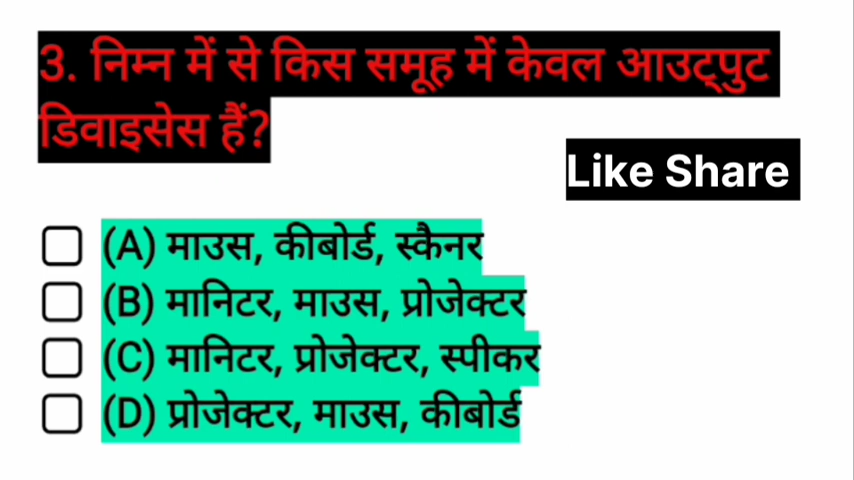 3. निम्न में से किस समूह में केवल आउट्पुट
डिवाइसेस हैं?
Like Share
(A) माउस, कीबोर्ड, स्कैनर
(B) मानिटर, माउस, प्रोजेक्टर
(C) मानिटर, प्रोजेक्टर, स्पीकर
(D) प्रोजेक्टर, माउस, कीबोर्ड